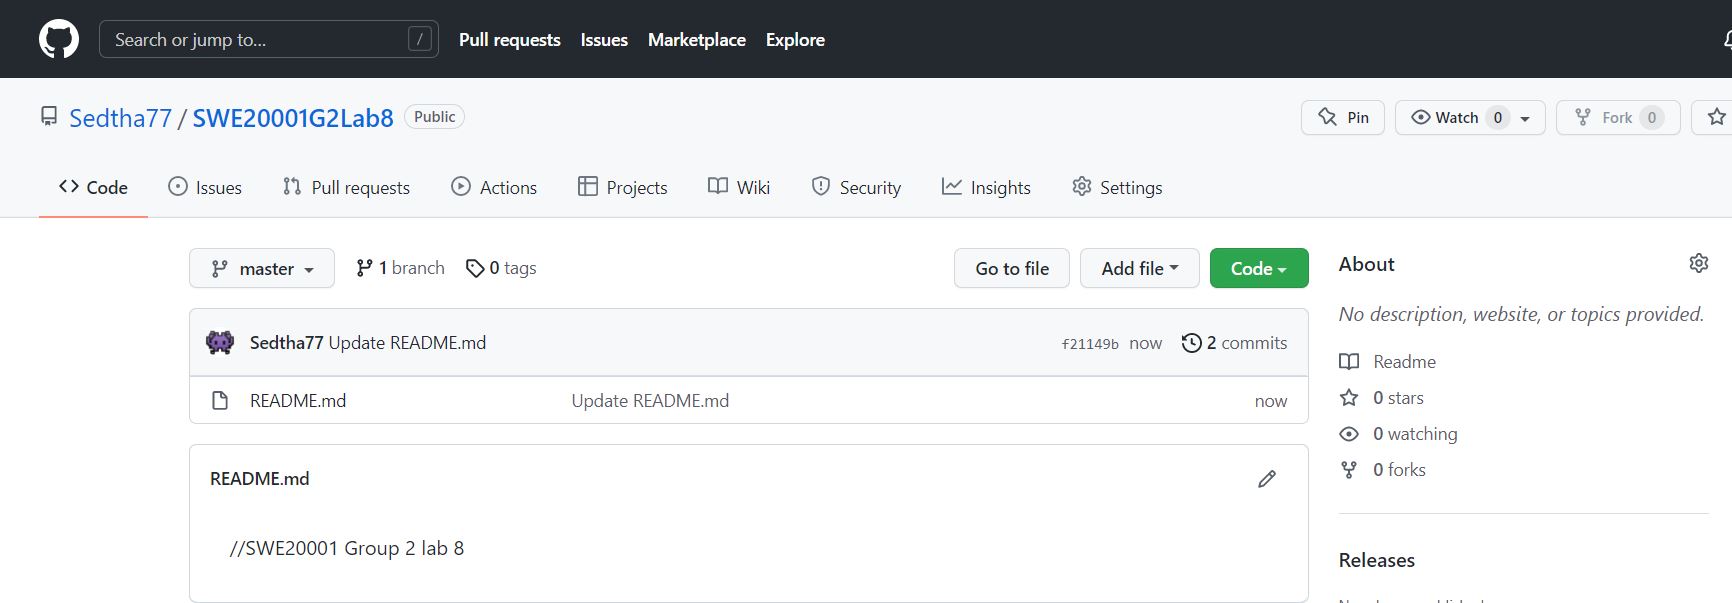 Search or jump to... /
Pull requests Issues Marketplace Explore
Sedtha77 / SWE20001G2Lab8 Public
Pin Watch 0 Fork 0
Code Issues Pull requests Actions Projects Wiki Security Insights Settings
master 1 branch 0 tags
Go to file Add file Code
Sedtha77 Update README.md f21149b now 2 commits
README.md Update README.md now
README.md
//SWE20001 Group 2 lab 8
About
No description, website, or topics provided.
Readme
0 stars
0 watching
0 forks
Releases